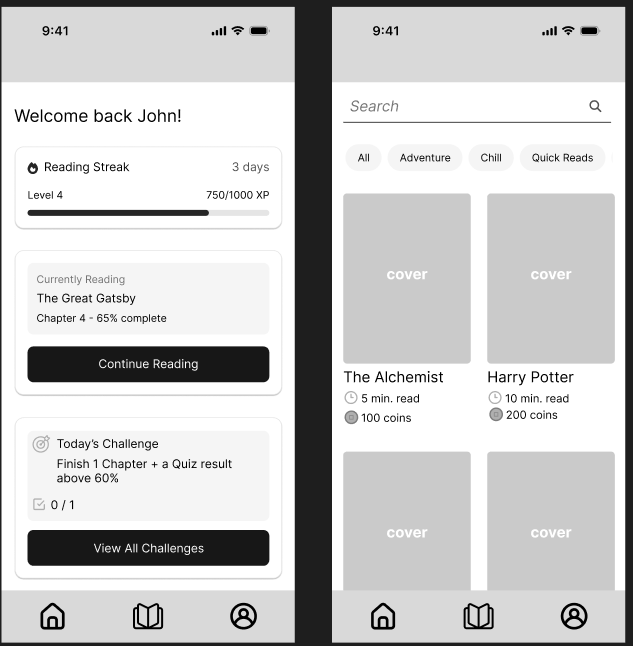 9:41
Welcome back John!
Reading Streak
3 days
Level 4
750/1000 XP
Currently Reading
The Great Gatsby
Chapter 4 - 65% complete
Continue Reading
Today's Challenge
Finish 1 Chapter + a Quiz result
above 60%
0 / 1
View All Challenges
9:41
Search
All
Adventure
Chill
Quick Reads
cover
cover
The Alchemist
5 min. read
100 coins
Harry Potter
10 min. read
200 coins
cover
cover